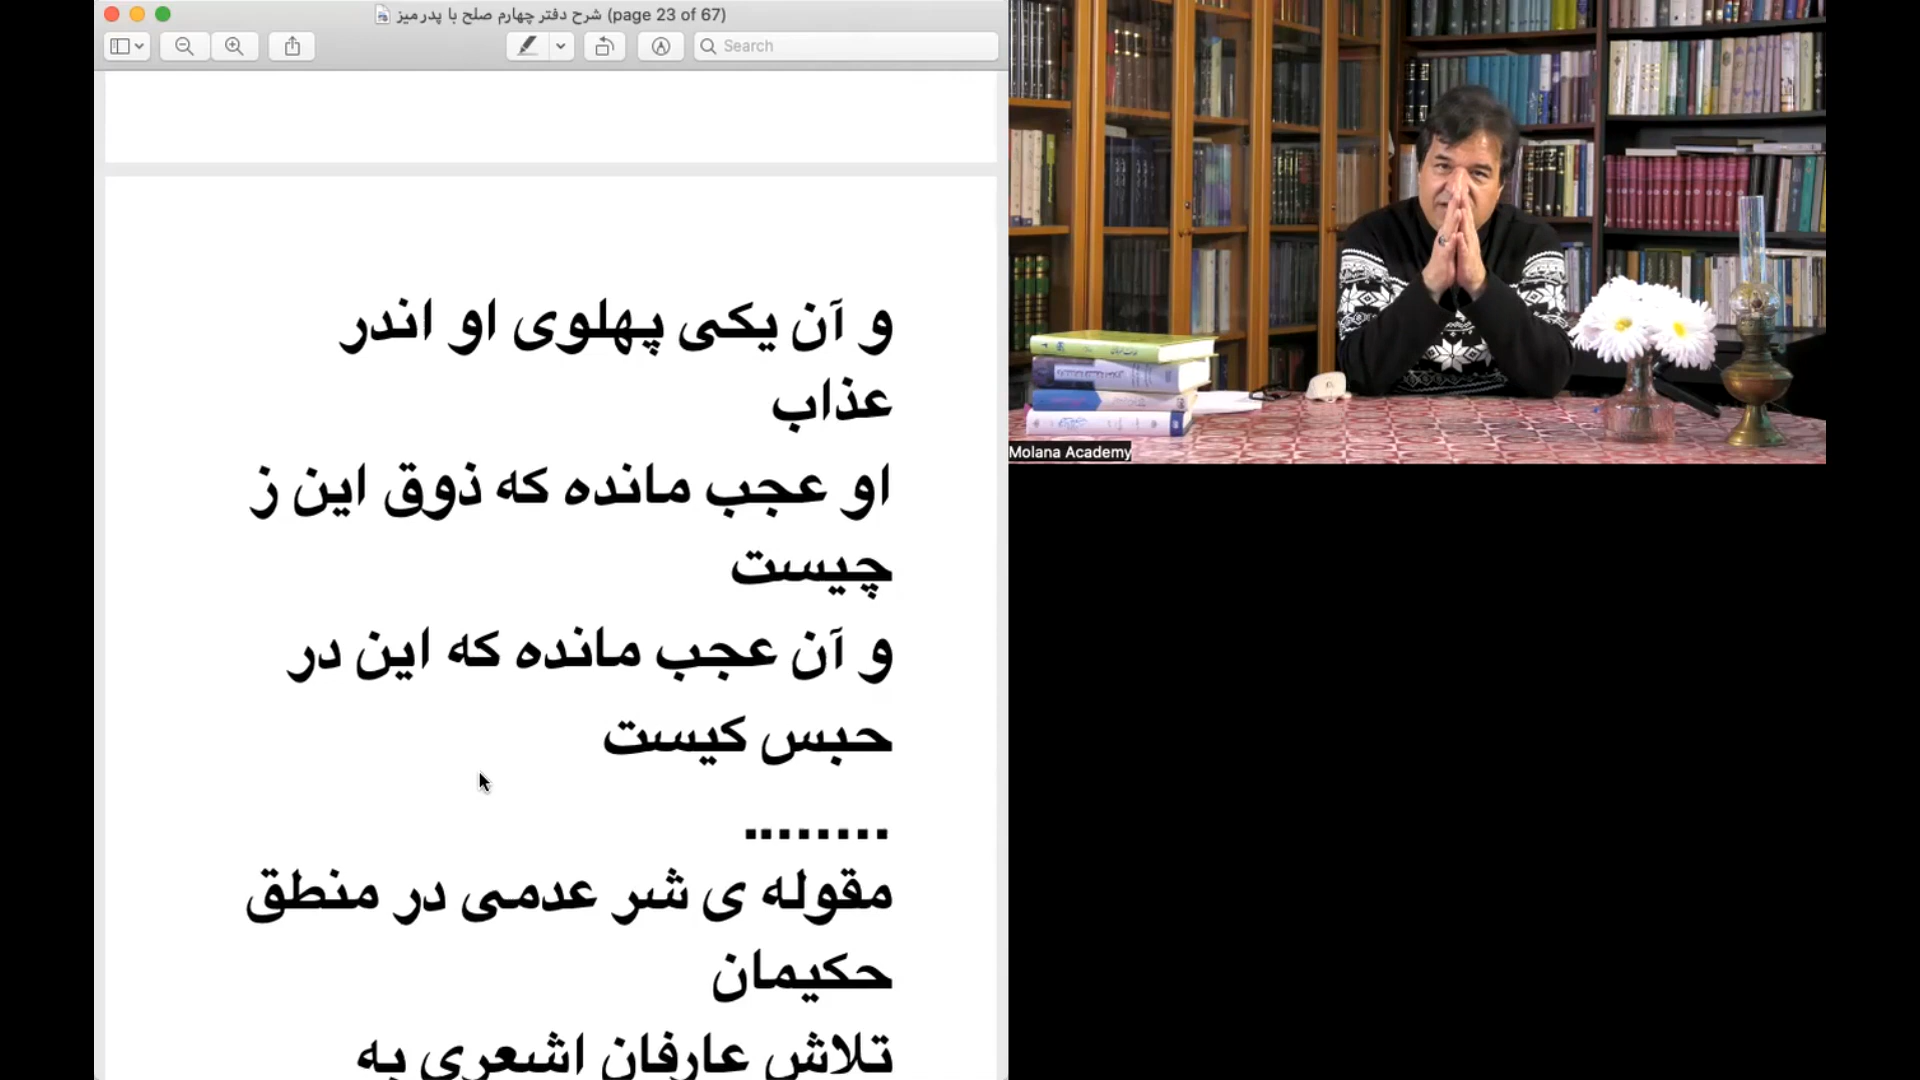 شرح دفتر چهارم صلح با پدر میز (page 23 of 67)
Search
و آن یکی پهلوی او اندر
عذاب
او عجب مانده که ذوق این ز
چیست
و آن عجب مانده که این در
حبس کیست
........
مقوله ی شر عدمی در منطق
حکیمان
تلاش عارفان اشعری به
Molana Academy